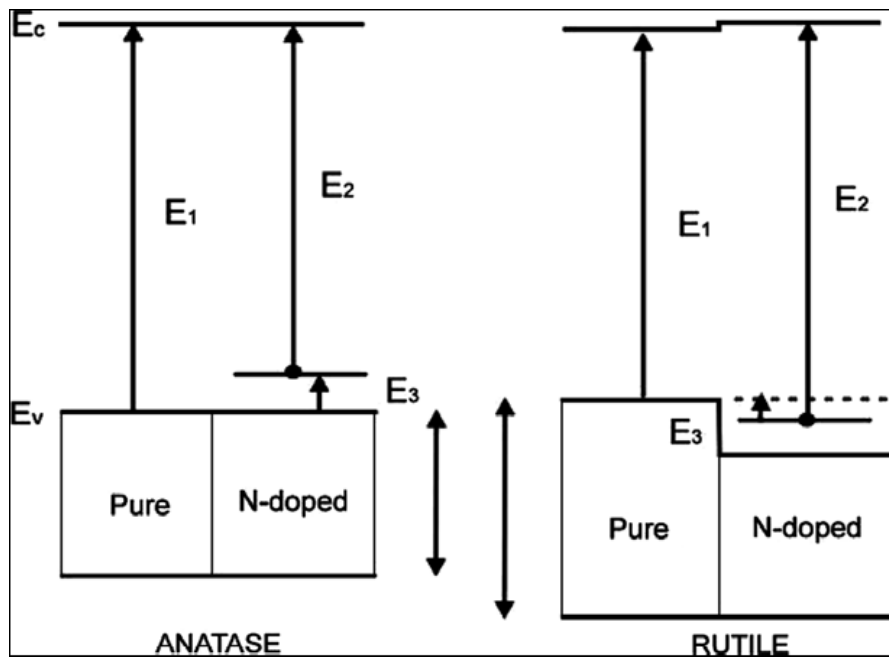 Ec
E1
E2
E3
Ev
Pure
N-doped
ANATASE
E1
E2
E3
Pure
N-doped
RUTILE